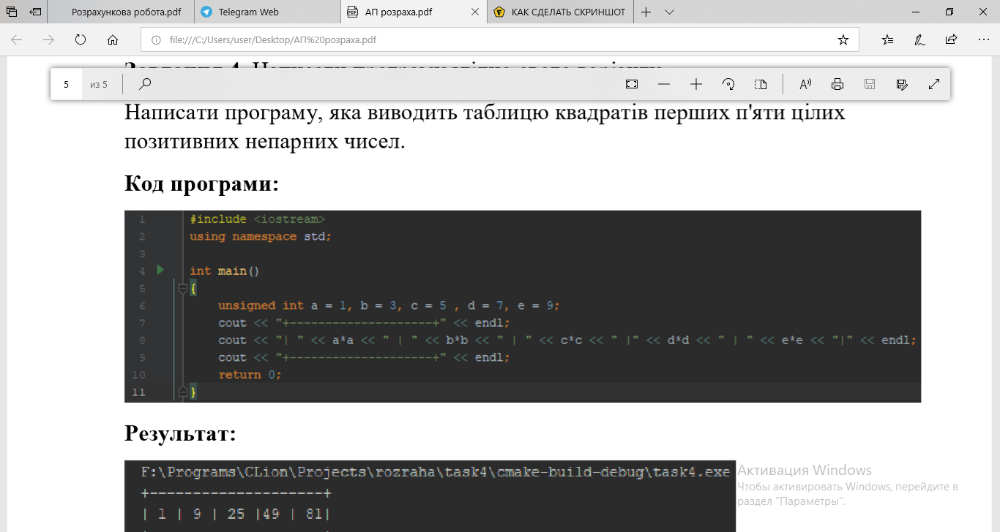 Розрахункова робота.pdf
Telegram Web
АП розраха.pdf
КАК СДЕЛАТЬ СКРИНШОТ
file:///C:/Users/user/Desktop/АП%20розраха.pdf
5 из 5
Написати програму, яка виводить таблицю квадратів перших п'яти цілих
позитивних непарних чисел.
Код програми:
1 #include <iostream>
2 using namespace std;
3
4 int main()
5 {
6 unsigned int a = 1, b = 3, c = 5 , d = 7, e = 9;
7 cout << "+--------------------+" << endl;
8 cout << "| " << a*a << " | " << b*b << " | " << c*c << " |" << d*d << " | " << e*e << "|" << endl;
9 cout << "+--------------------+" << endl;
10 return 0;
11 }
Результат:
F:\Programs\CLion\Projects\rozraha\task4\cmake-build-debug\task4.exe
+--------------------+
| 1 | 9 | 25 |49 | 81|
Активация Windows
Чтобы активировать Windows, перейдите в
раздел "Параметры".